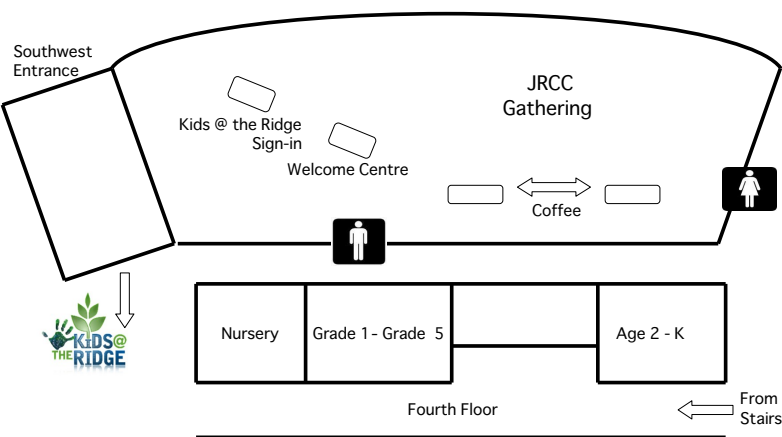 Southwest
Entrance
JRCC
Gathering
Kids @ the Ridge
Sign-in
Welcome Centre
Coffee
KiDS@
THE RIDGE
Nursery
Grade 1 - Grade 5
Age 2 - K
Fourth Floor
From
Stairs